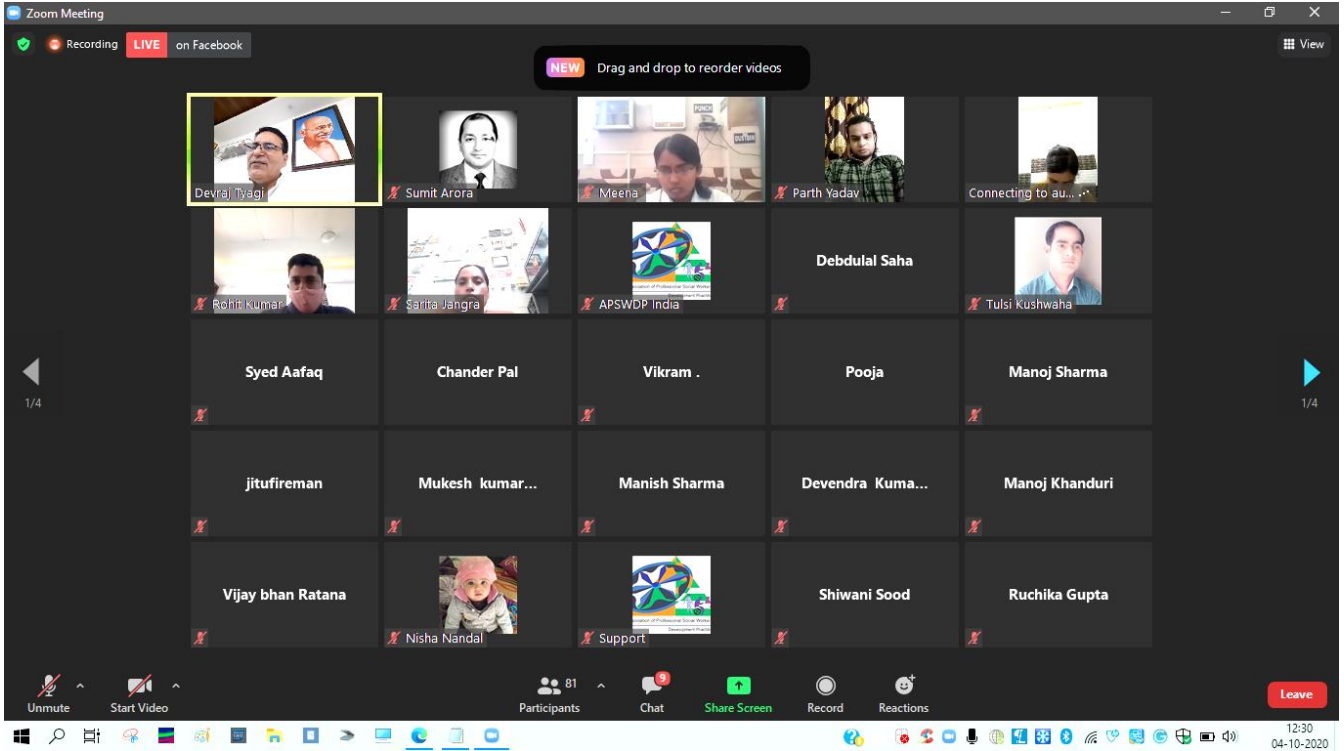 Zoom Meeting
Recording LIVE on Facebook
View
NEW Drag and drop to reorder videos
Devraj Tyagi
Sumit Arora
PUNCH
Meena
Parth Yadav
Connecting to au... ...
Rohit Kumar
Sarita Jangra
APSWDP India
Debdulal Saha
Tulsi Kushwaha
Syed Aafaq
Chander Pal
Vikram .
Pooja
Manoj Sharma
1/4
1/4
jitufireman
Mukesh kumar...
Manish Sharma
Devendra Kuma...
Manoj Khanduri
Vijay bhan Ratana
Nisha Nandal
Support
Shiwani Sood
Ruchika Gupta
Unmute
Start Video
81
Participants
9
Chat
Share Screen
Record
Reactions
Leave
12:30
04-10-2020